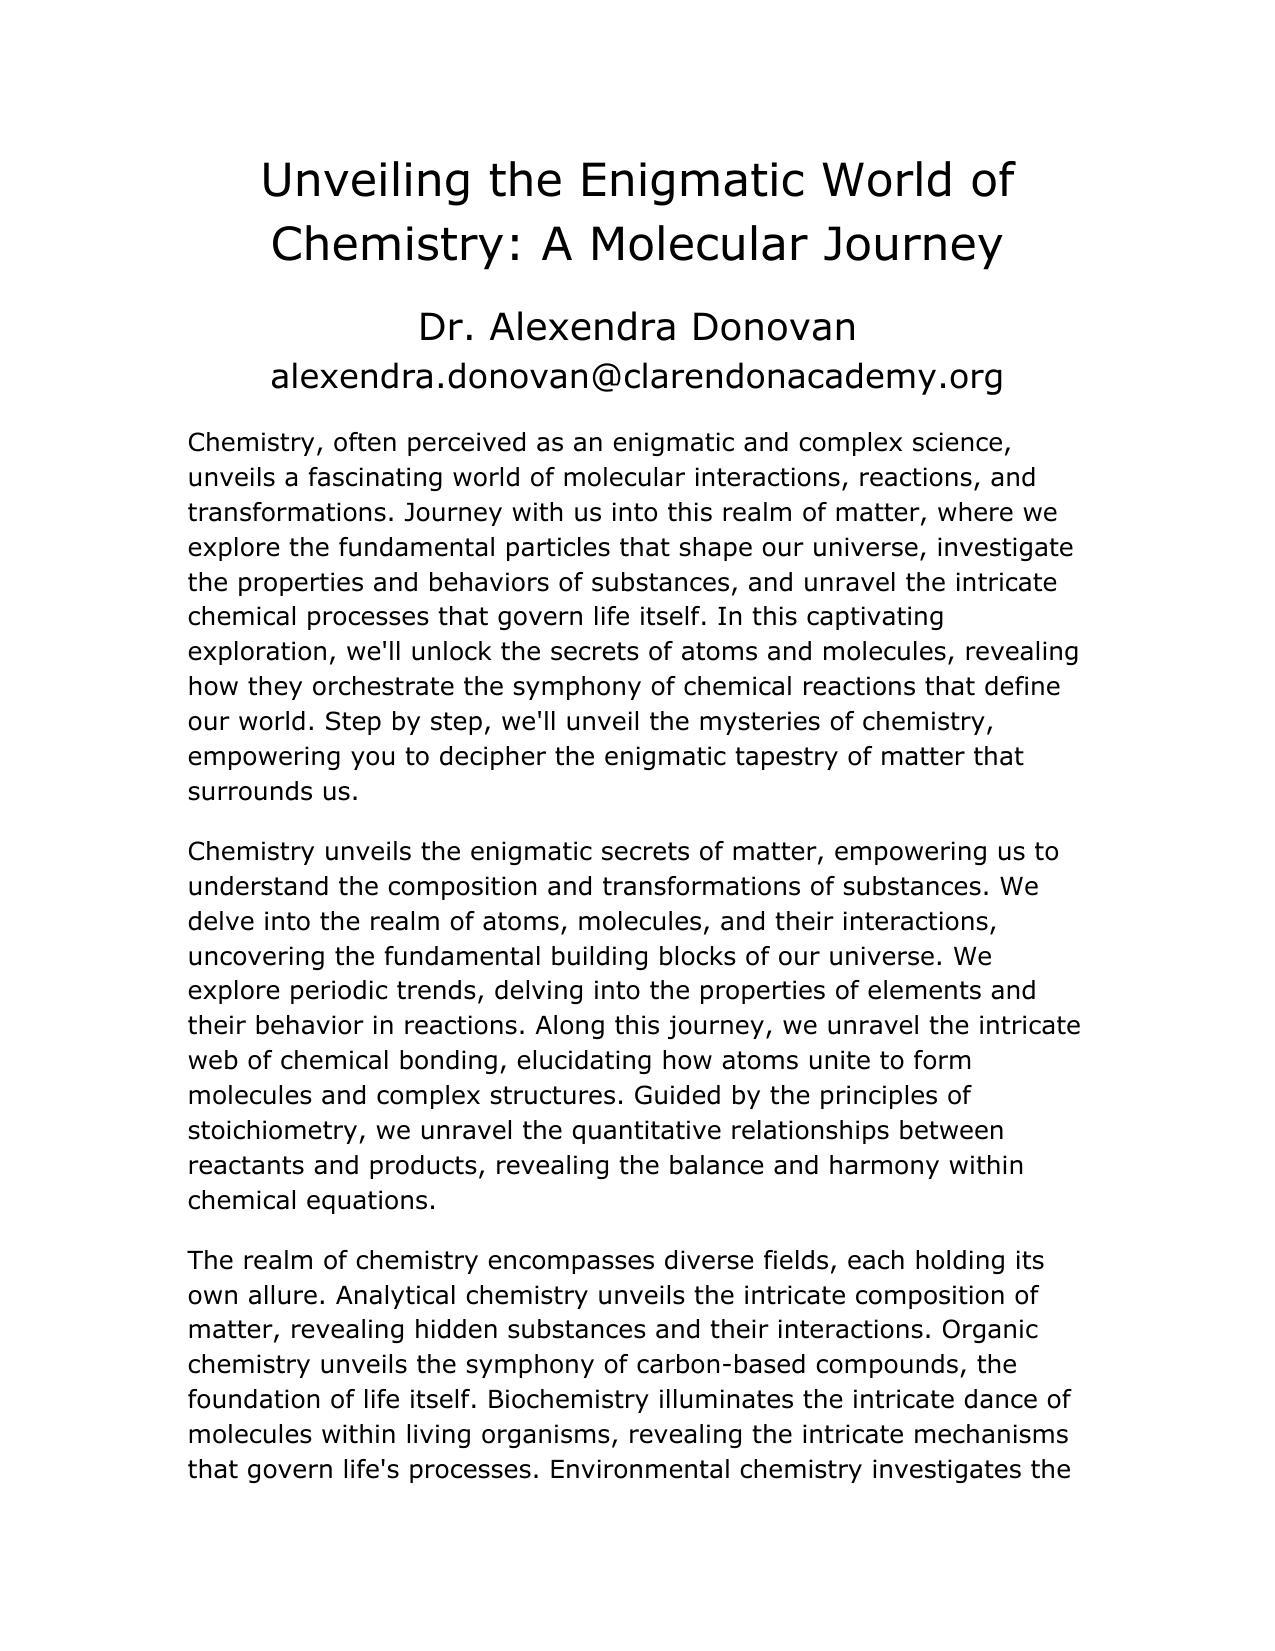 Unveiling the Enigmatic World of
Chemistry: A Molecular Journey
Dr. Alexendra Donovan
alexendra.donovan@clarendonacademy.org
Chemistry, often perceived as an enigmatic and complex science,
unveils a fascinating world of molecular interactions, reactions, and
transformations. Journey with us into this realm of matter, where we
explore the fundamental particles that shape our universe, investigate
the properties and behaviors of substances, and unravel the intricate
chemical processes that govern life itself. In this captivating
exploration, we'll unlock the secrets of atoms and molecules, revealing
how they orchestrate the symphony of chemical reactions that define
our world. Step by step, we'll unveil the mysteries of chemistry,
empowering you to decipher the enigmatic tapestry of matter that
surrounds us.
Chemistry unveils the enigmatic secrets of matter, empowering us to
understand the composition and transformations of substances. We
delve into the realm of atoms, molecules, and their interactions,
uncovering the fundamental building blocks of our universe. We
explore periodic trends, delving into the properties of elements and
their behavior in reactions. Along this journey, we unravel the intricate
web of chemical bonding, elucidating how atoms unite to form
molecules and complex structures. Guided by the principles of
stoichiometry, we unravel the quantitative relationships between
reactants and products, revealing the balance and harmony within
chemical equations.
The realm of chemistry encompasses diverse fields, each holding its
own allure. Analytical chemistry unveils the intricate composition of
matter, revealing hidden substances and their interactions. Organic
chemistry unveils the symphony of carbon-based compounds, the
foundation of life itself. Biochemistry illuminates the intricate dance of
molecules within living organisms, revealing the intricate mechanisms
that govern life's processes. Environmental chemistry investigates the